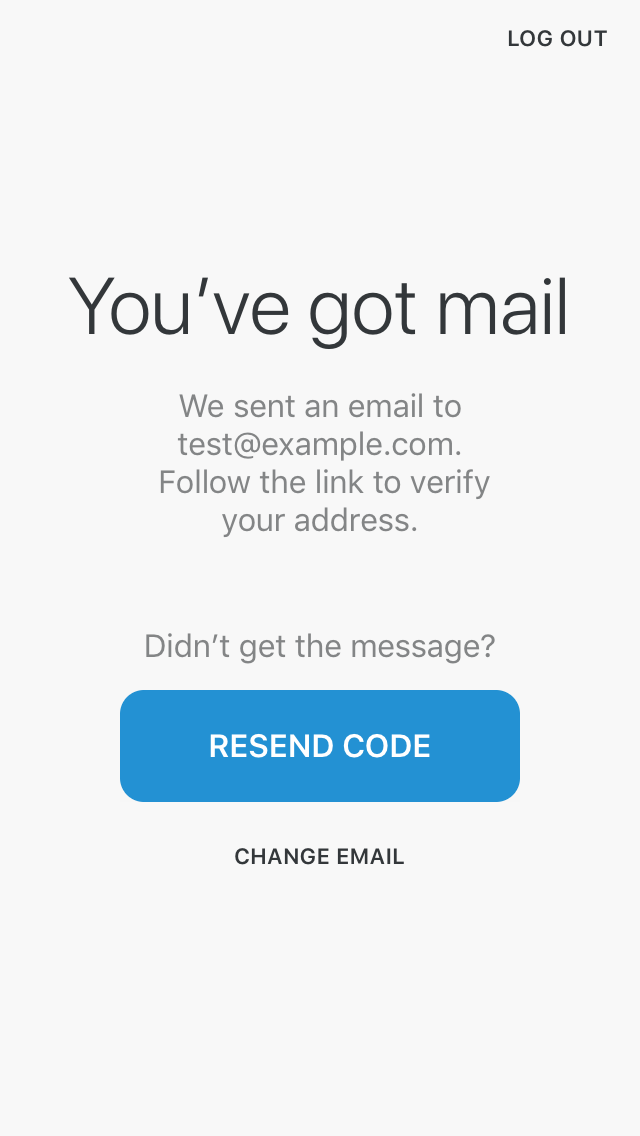 LOG OUT
You’ve got mail
We sent an email to
test@example.com.
Follow the link to verify
your address.
Didn’t get the message?
RESEND CODE
CHANGE EMAIL